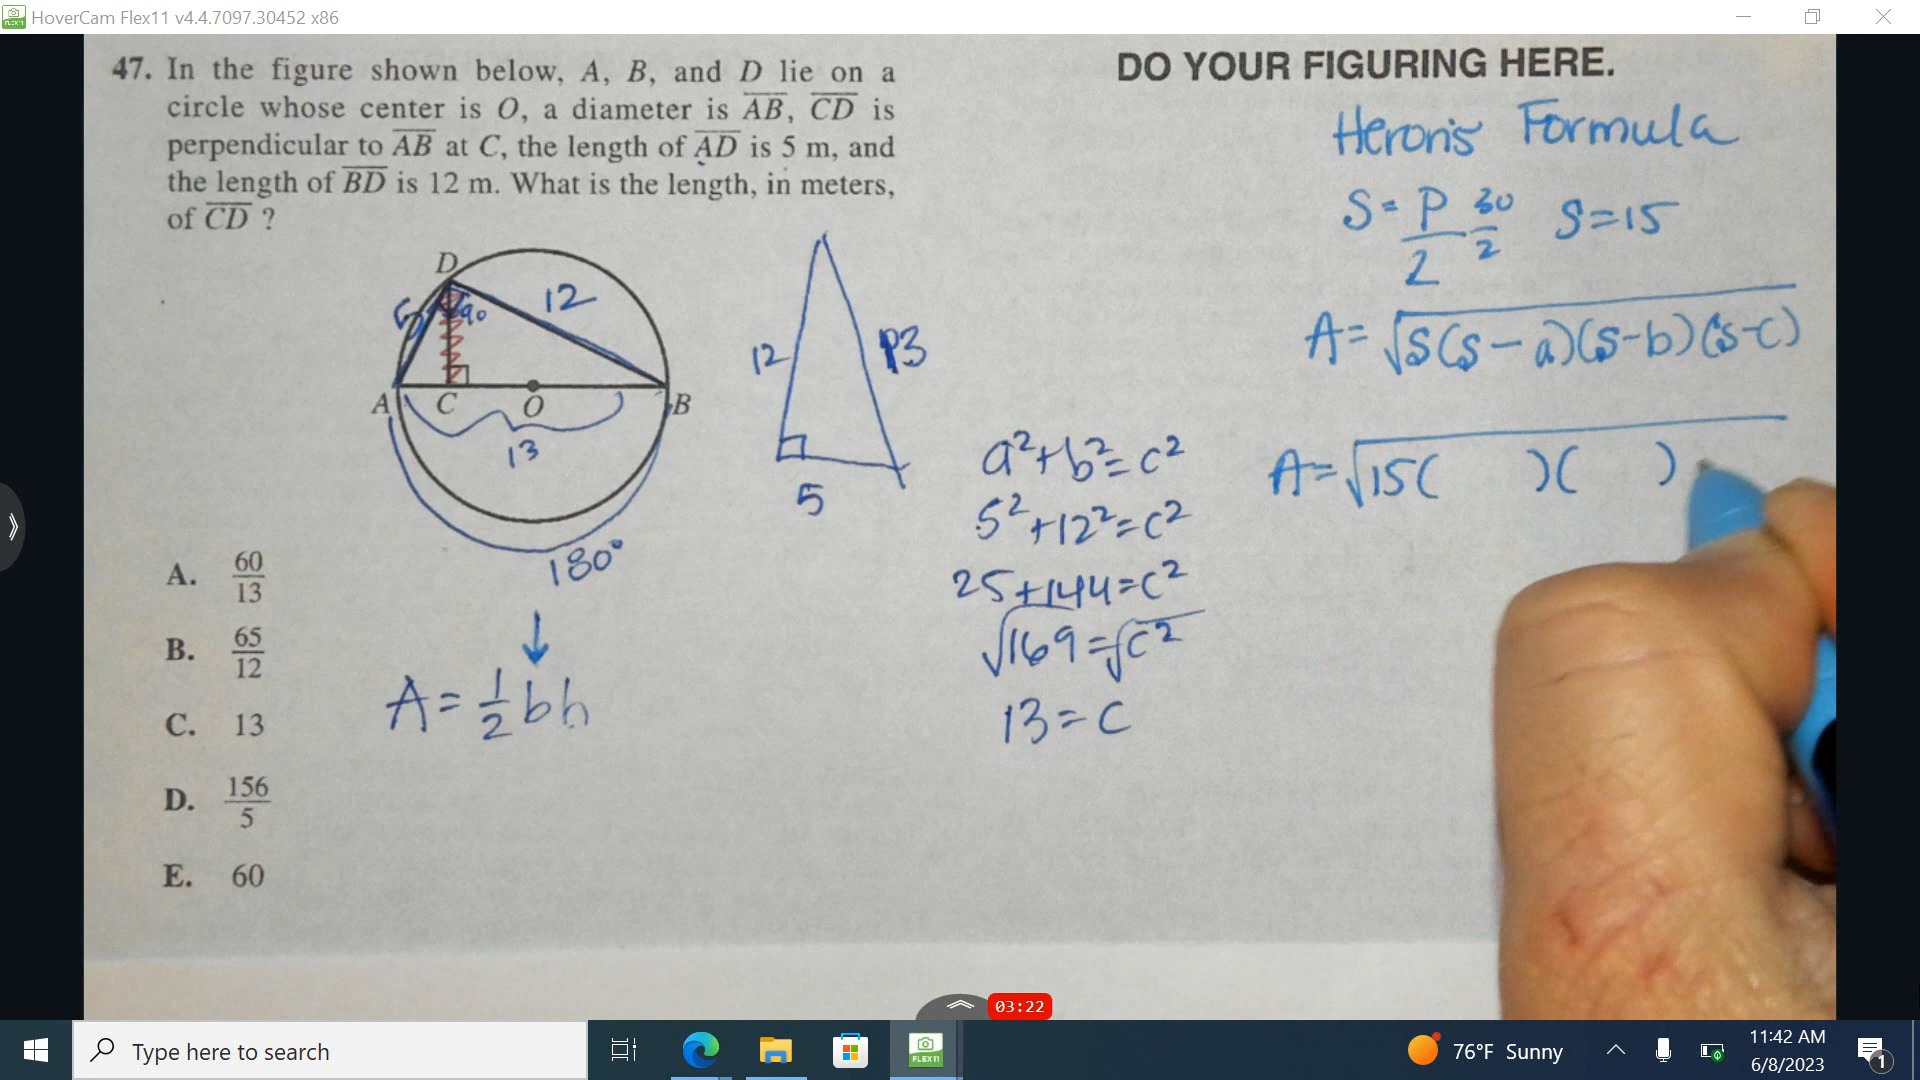 HoverCam Flex11 v4.4.7097.30452 x86
47. In the figure shown below, A, B, and D lie on a
circle whose center is O, a diameter is AB, CD is
perpendicular to AB at C, the length of AD is 5 m, and
the length of BD is 12 m. What is the length, in meters,
of CD ?
D
5
90
12
A
C
O
B
13
180°
A = 1/2 bh
12
13
5
A. 60/13
B. 65/12
C. 13
D. 156/5
E. 60
a²+b²=c²
5²+12²=c²
25+144=c²
√169=√c²
13=c
DO YOUR FIGURING HERE.
Heron's Formula
S= P/2 30/2 S=15
A=√S(s-a)(s-b)(s-c)
A=√15( )( )
03:22
Type here to search
FLEX11
76°F Sunny
11:42 AM
6/8/2023
1